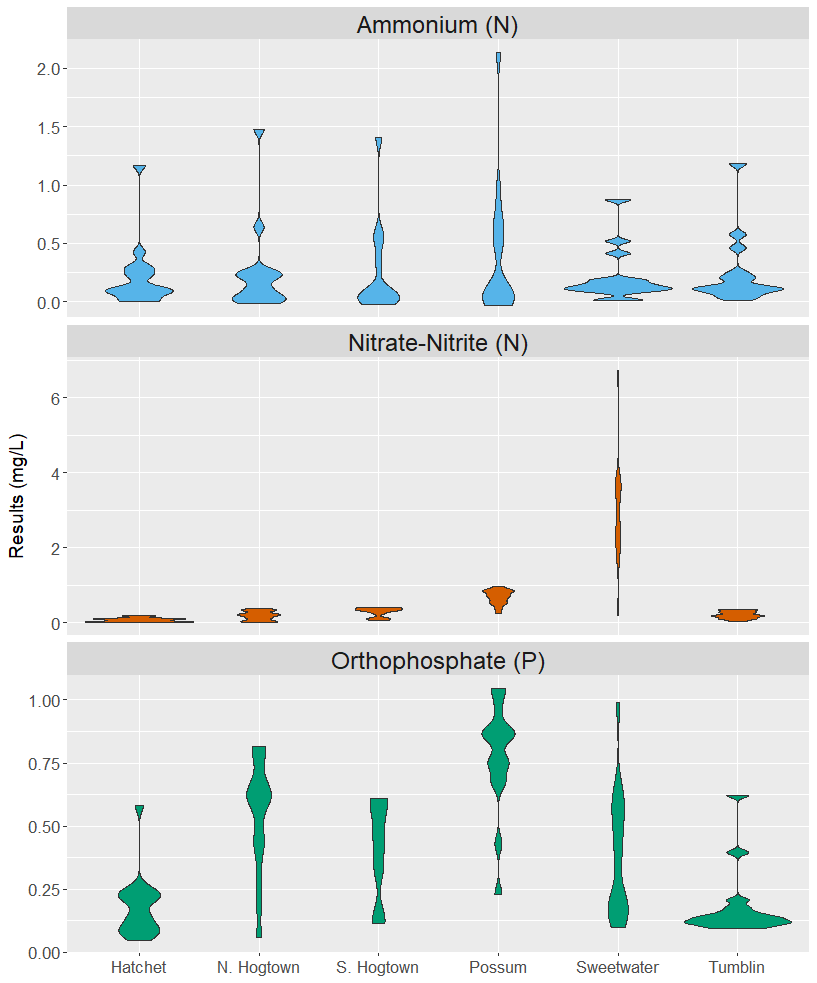 Ammonium (N)
2.0
1.5
1.0
0.5
0.0
Nitrate-Nitrite (N)
Results (mg/L)
6
4
2
0
Orthophosphate (P)
1.00
0.75
0.50
0.25
0.00
Hatchet N. Hogtown S. Hogtown Possum Sweetwater Tumblin